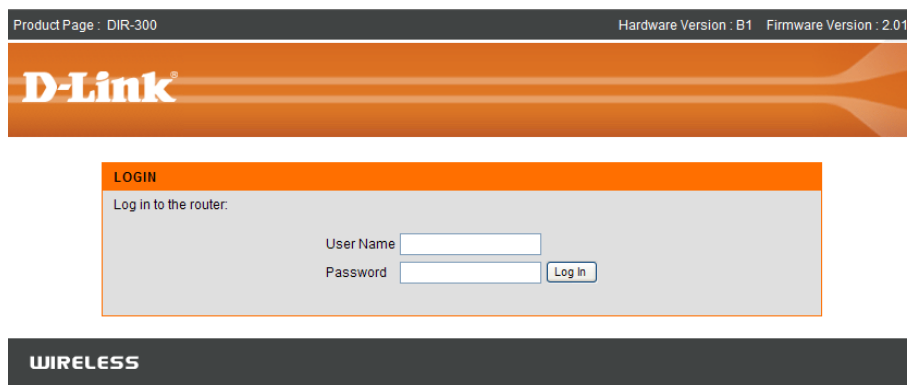 Product Page : DIR-300 Hardware Version : B1 Firmware Version : 2.01
D-Link®
LOGIN
Log in to the router:
User Name
Password Log In
WIRELESS